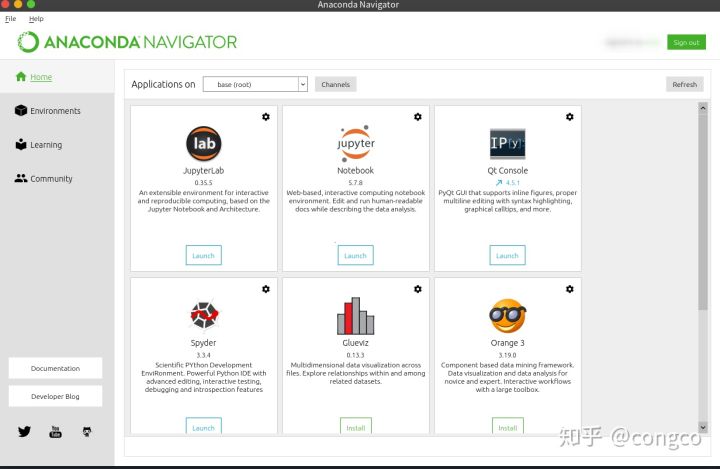 Anaconda Navigator
File Help
ANACONDA NAVIGATOR
Sign out
Home
Environments
Learning
Community
Documentation
Developer Blog
You
Tube
Applications on base (root) Channels Refresh
lab
JupyterLab
0.35.5
An extensible environment for interactive
and reproducible computing, based on the
Jupyter Notebook and Architecture.
Launch
jupyter
Notebook
5.7.8
Web-based, interactive computing notebook
environment. Edit and run human-readable
docs while describing the data analysis.
Launch
IP[y]:
Qt Console
4.5.1
PyQt GUI that supports inline figures, proper
multiline editing with syntax highlighting,
graphical calltips, and more.
Launch
Spyder
3.3.4
Scientific PYthon Development
EnviRonment. Powerful Python IDE with
advanced editing, interactive testing,
debugging and introspection features
Launch
Glueviz
0.13.3
Multidimensional data visualization across
files. Explore relationships within and among
related datasets.
Install
Orange 3
3.19.0
Component based data mining framework.
Data visualization and data analysis for
novice and expert. Interactive workflows
with a large toolbox.
Install
知乎 @congco